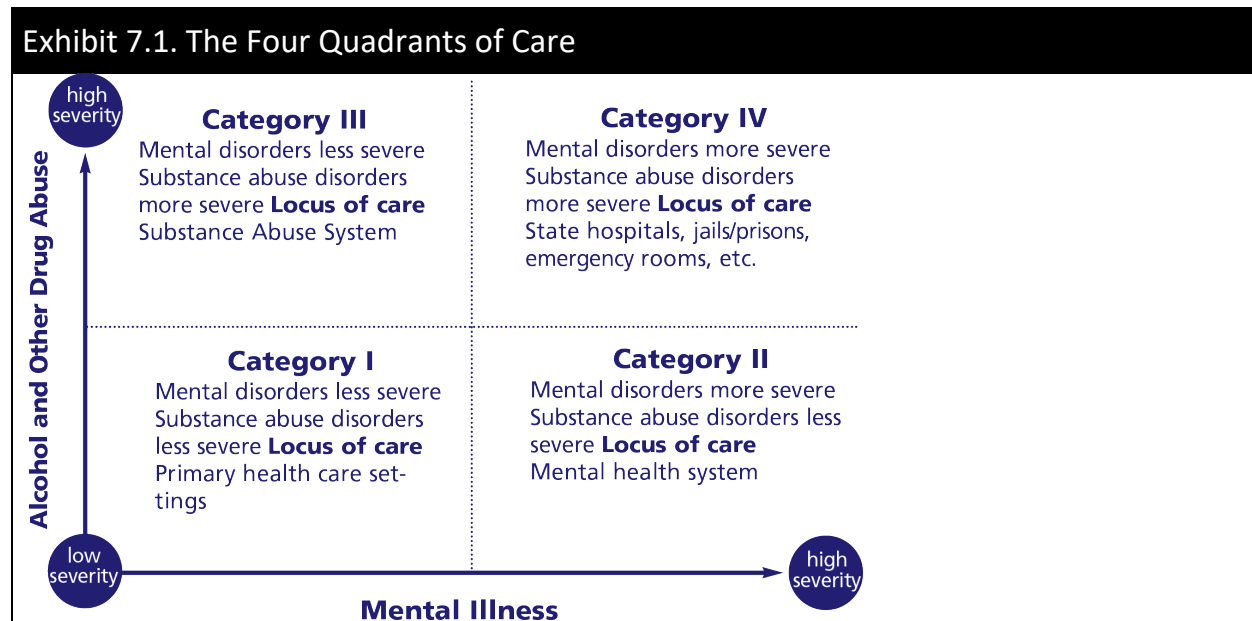 Exhibit 7.1. The Four Quadrants of Care
high
severity
Alcohol and Other Drug Abuse
Category III
Mental disorders less severe
Substance abuse disorders
more severe Locus of care
Substance Abuse System
Category IV
Mental disorders more severe
Substance abuse disorders
more severe Locus of care
State hospitals, jails/prisons,
emergency rooms, etc.
Category I
Mental disorders less severe
Substance abuse disorders
less severe Locus of care
Primary health care set-
tings
Category II
Mental disorders more severe
Substance abuse disorders less
severe Locus of care
Mental health system
low
severity
high
severity
Mental Illness